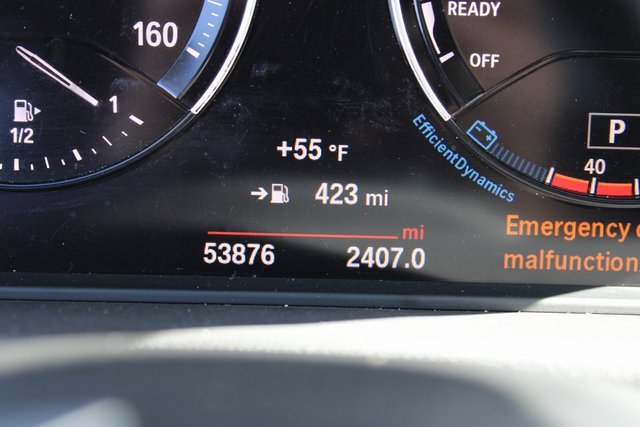 160
READY
OFF
1/2
1
+55 °F
423 mi
mi
53876 2407.0
EfficientDynamics
P
40
Emergency
malfunction